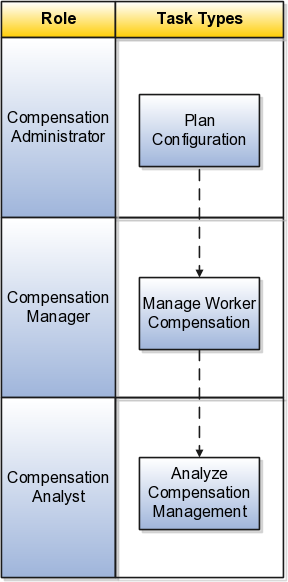 Role
Task Types
Compensation
Administrator
Plan
Configuration
Compensation
Manager
Manage Worker
Compensation
Compensation
Analyst
Analyze
Compensation
Management